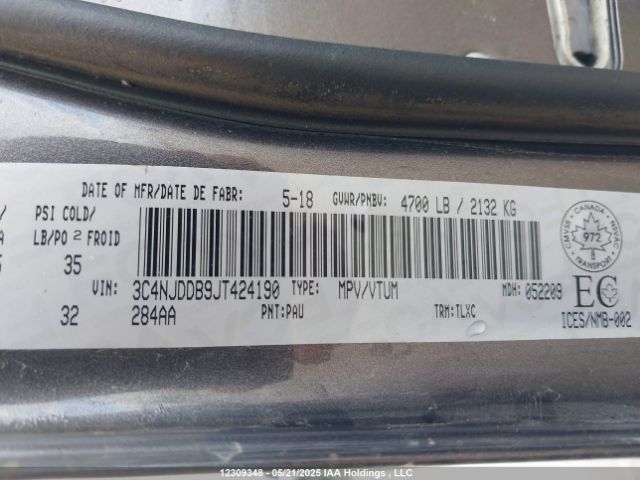 DATE OF MFR/DATE DE FABR: 5-18 GVWR/PNBV: 4700 LB / 2132 KG
PSI COLD/
LB/PO 2 FROID
35
VIN: 3C4NJDDB9JT424190 TYPE: MPV/VTUM MDH: 052209
32 284AA PNT:PAU TRM:TLXC
CANADA
972
TRANSPORT
EC
ICES/NMB-002
12309348 - 05/21/2025 IAA Holdings , LLC